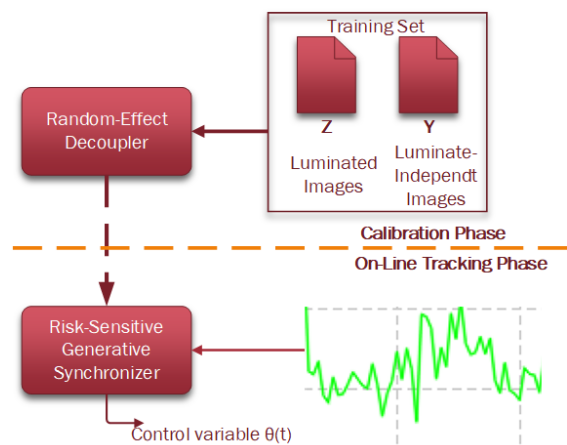 Training Set
Random-Effect
Decoupler
Z
Y
Luminated
Images
Luminate-
Independt
Images
Calibration Phase
On-Line Tracking Phase
Risk-Sensitive
Generative
Synchronizer
Control variable θ(t)